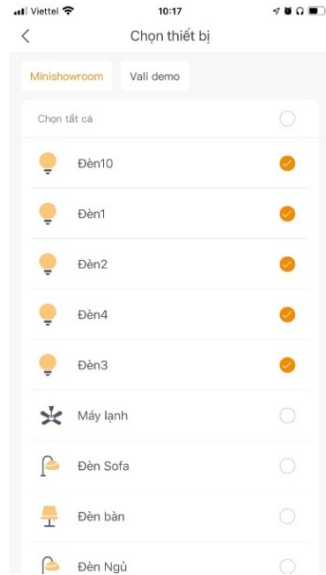 Viettel 10:17
Chọn thiết bị
Minishowroom Vali demo
Chọn tất cả
Đèn10
Đèn1
Đèn2
Đèn4
Đèn3
Máy lạnh
Đèn Sofa
Đèn bàn
Đèn Ngủ